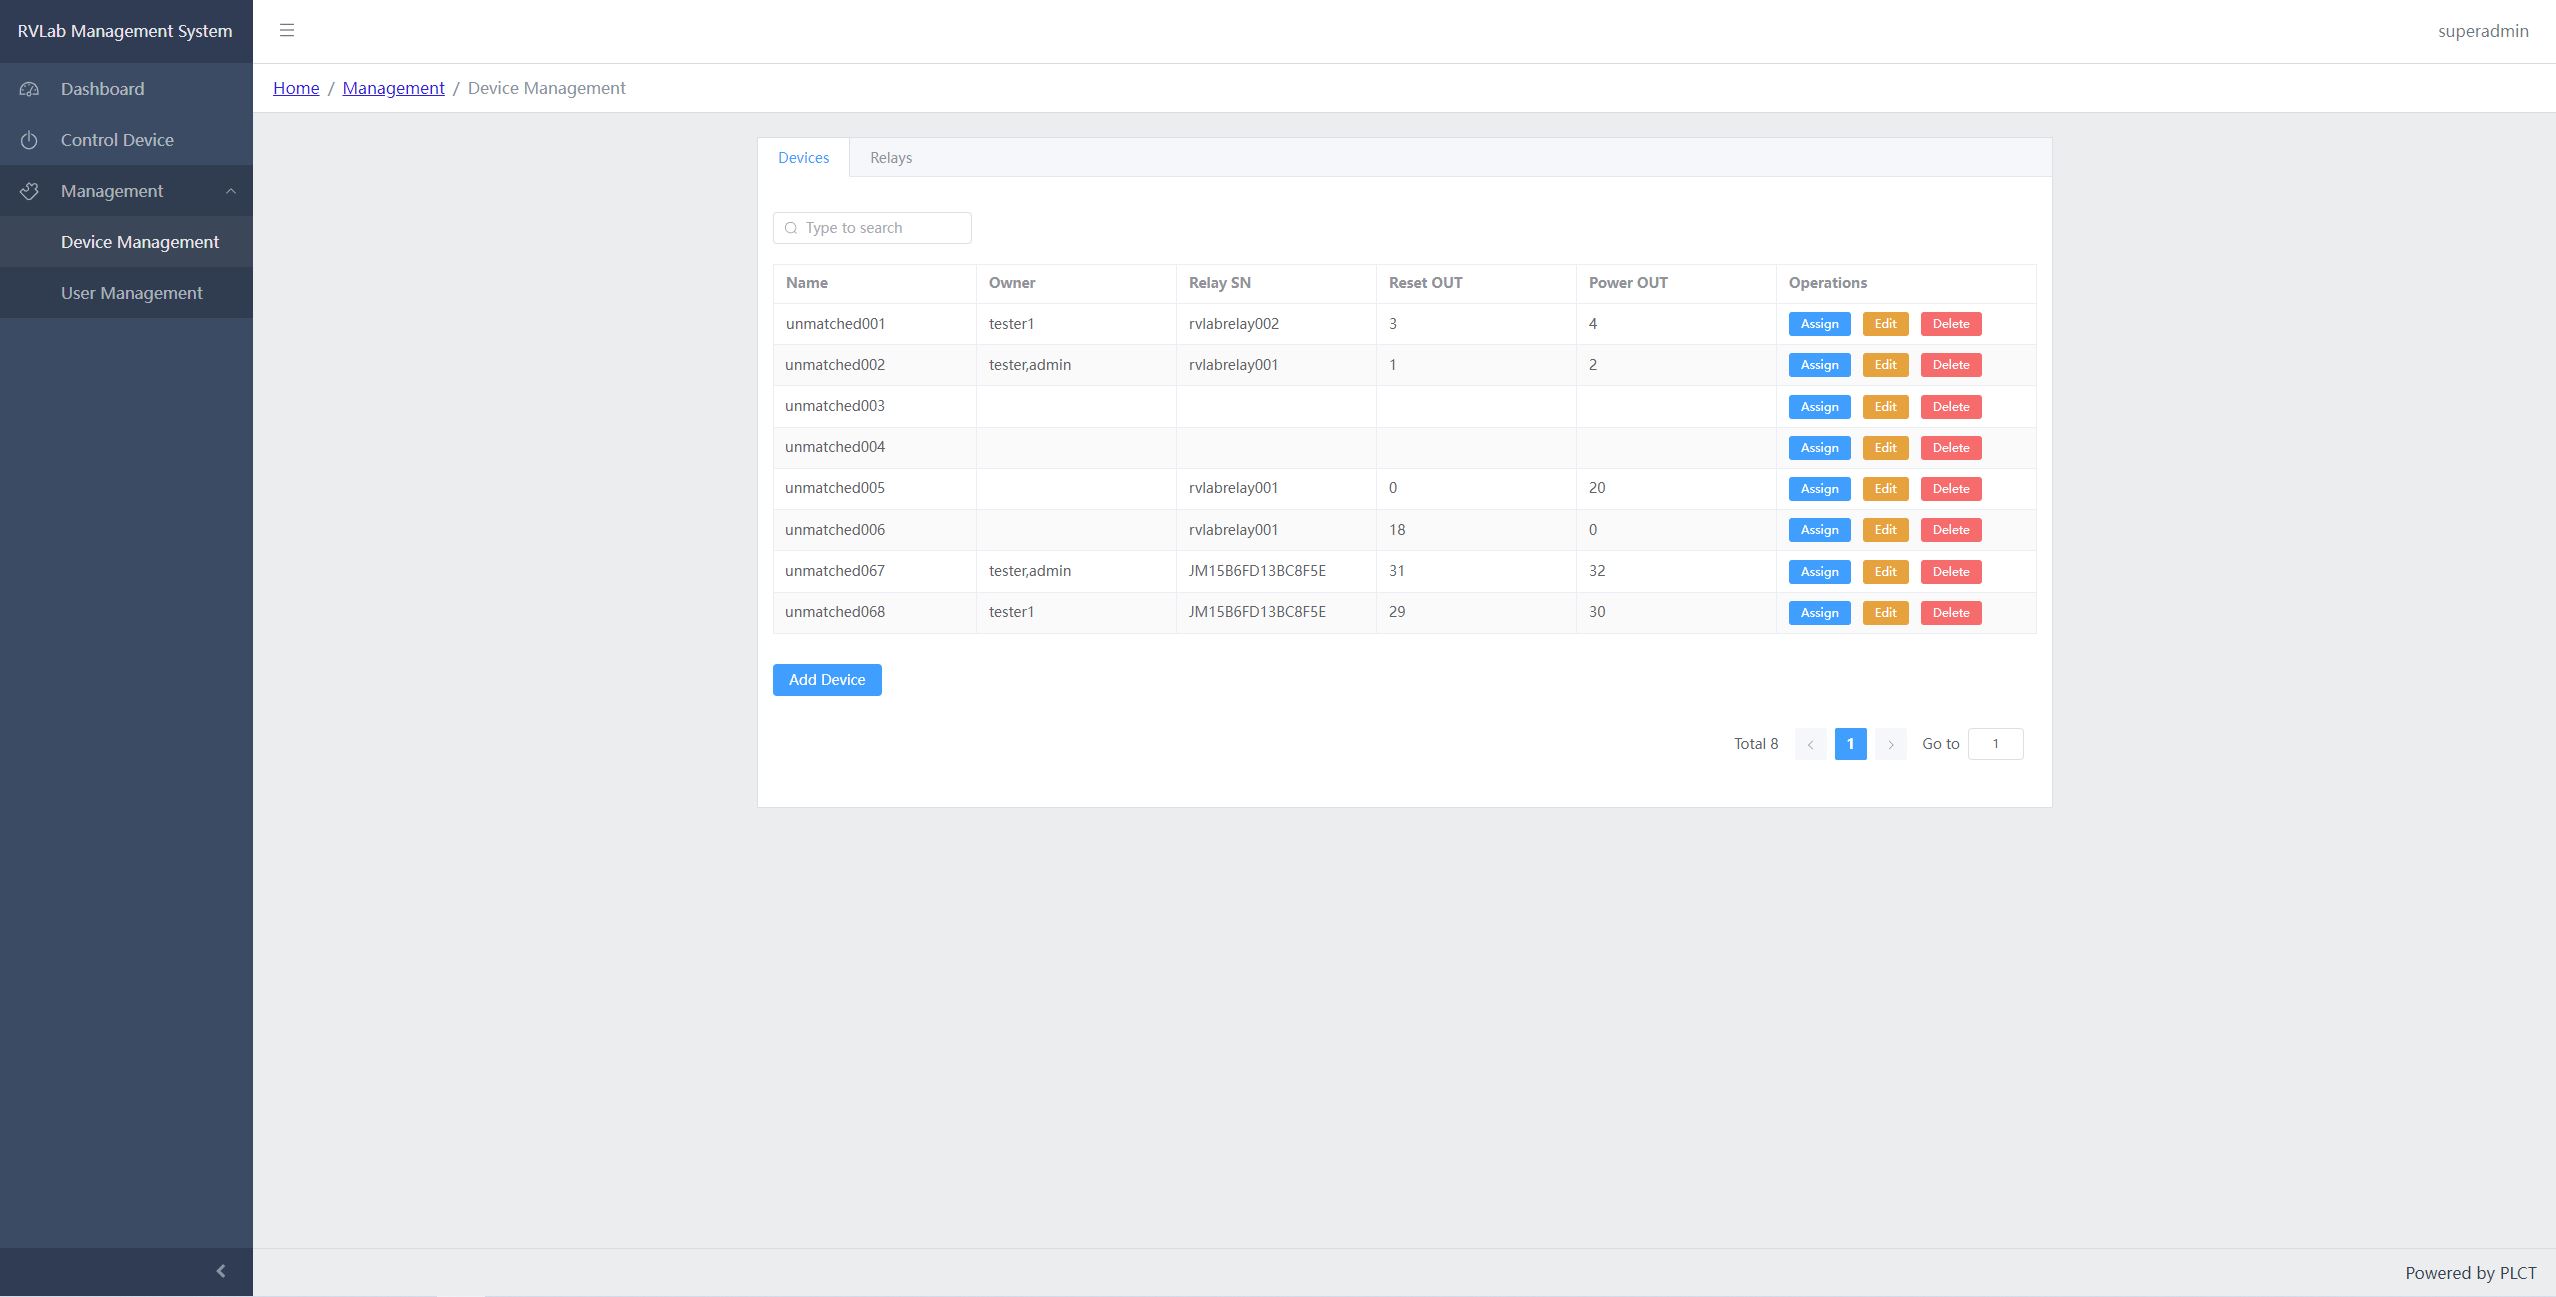 RVLab Management System
superadmin
Dashboard
Control Device
Management
Device Management
User Management
Home / Management / Device Management
Devices Relays
Type to search
Name Owner Relay SN Reset OUT Power OUT Operations
unmatched001 tester1 rvlabrelay002 3 4 Assign Edit Delete
unmatched002 tester,admin rvlabrelay001 1 2 Assign Edit Delete
unmatched003 Assign Edit Delete
unmatched004 Assign Edit Delete
unmatched005 rvlabrelay001 0 20 Assign Edit Delete
unmatched006 rvlabrelay001 18 0 Assign Edit Delete
unmatched067 tester,admin JM15B6FD13BC8F5E 31 32 Assign Edit Delete
unmatched068 tester1 JM15B6FD13BC8F5E 29 30 Assign Edit Delete
Add Device
Total 8 1 Go to 1
Powered by PLCT